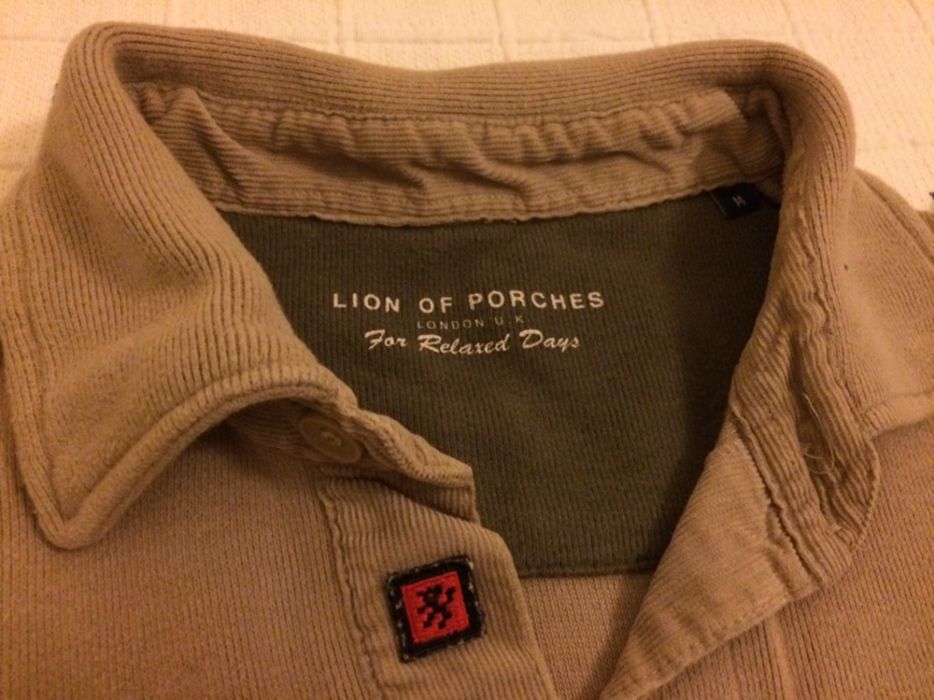 M
LION OF PORCHES
LONDON U K
For Relaxed Days